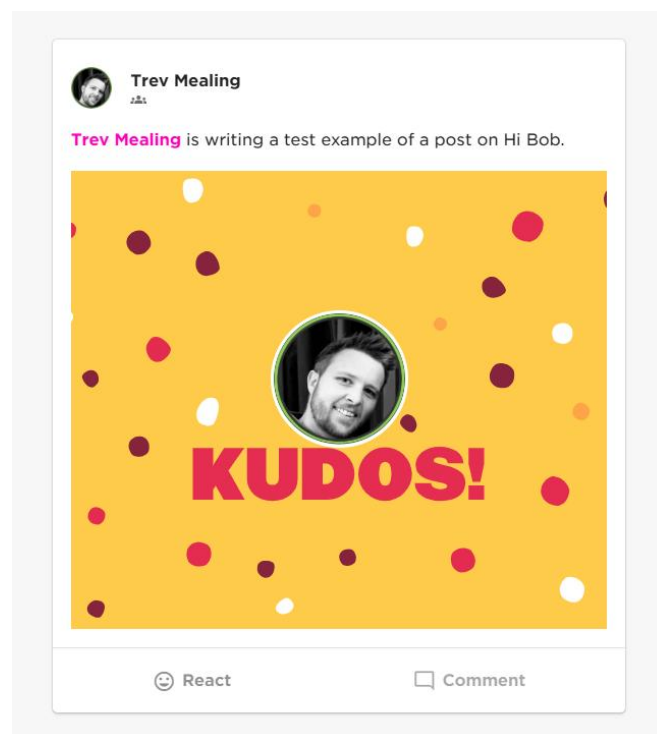 Trev Mealing
Trev Mealing is writing a test example of a post on Hi Bob.
KUDOS!
React
Comment